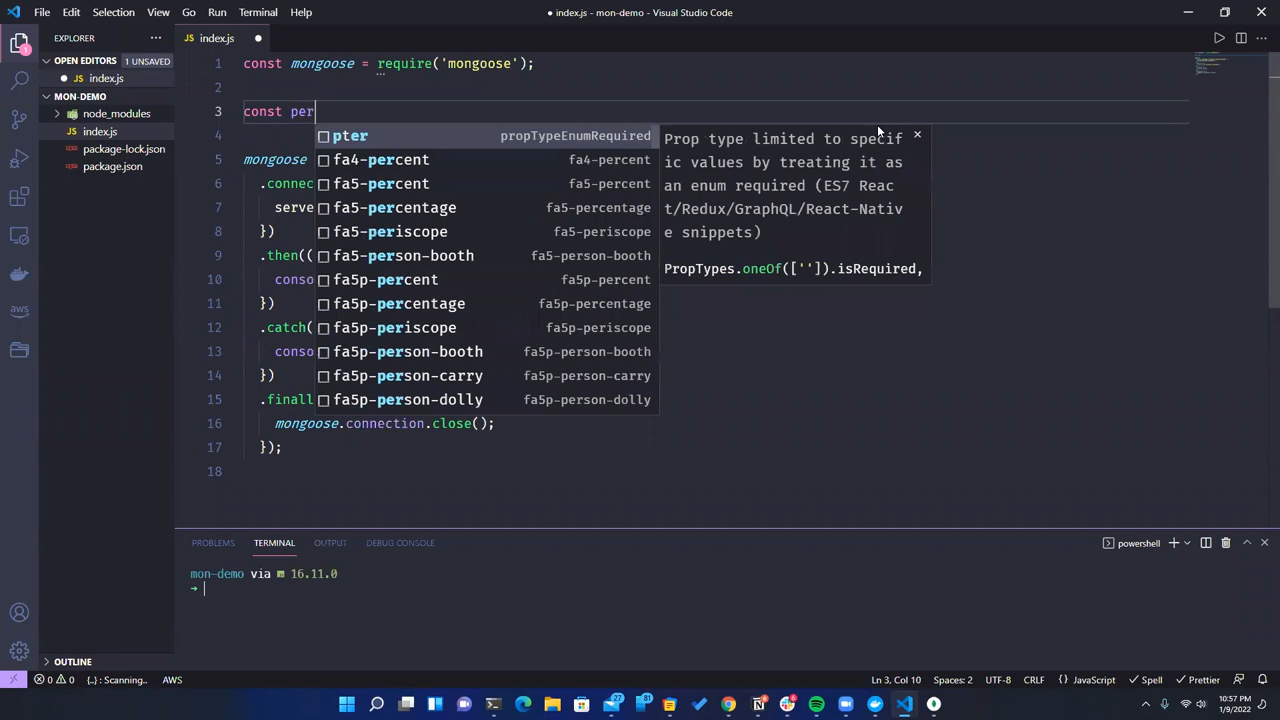 File Edit Selection View Go Run Terminal Help
● index.js - mon-demo - Visual Studio Code
EXPLORER
JS index.js
OPEN EDITORS 1 UNSAVED
JS index.js
MON-DEMO
node_modules
JS index.js
package-lock.json
package.json
1 const mongoose = require('mongoose');
2
3 const per
4
5 mongoose
6 .connec
7 serve
8 })
9 .then((
10 conso
11 })
12 .catch(
13 conso
14 })
15 .finall
16 mongoose.connection.close();
17 });
18
pter propTypeEnumRequired
fa4-percent fa4-percent
fa5-percent fa5-percent
fa5-percentage fa5-percentage
fa5-periscope fa5-periscope
fa5-person-booth fa5-person-booth
fa5p-percent fa5p-percent
fa5p-percentage fa5p-percentage
fa5p-periscope fa5p-periscope
fa5p-person-booth fa5p-person-booth
fa5p-person-carry fa5p-person-carry
fa5p-person-dolly fa5p-person-dolly
Prop type limited to specif
ic values by treating it as
an enum required (ES7 Reac
t/Redux/GraphQL/React-Nativ
e snippets)
PropTypes.oneOf(['']).isRequired,
aws
PROBLEMS TERMINAL OUTPUT DEBUG CONSOLE
powershell
mon-demo via 16.11.0
➜
OUTLINE
0 0 {..} : Scanning.. AWS
Ln 3, Col 10 Spaces: 2 UTF-8 CRLF {} JavaScript Spell Prettier
27 81 6
10:57 PM
1/9/2022